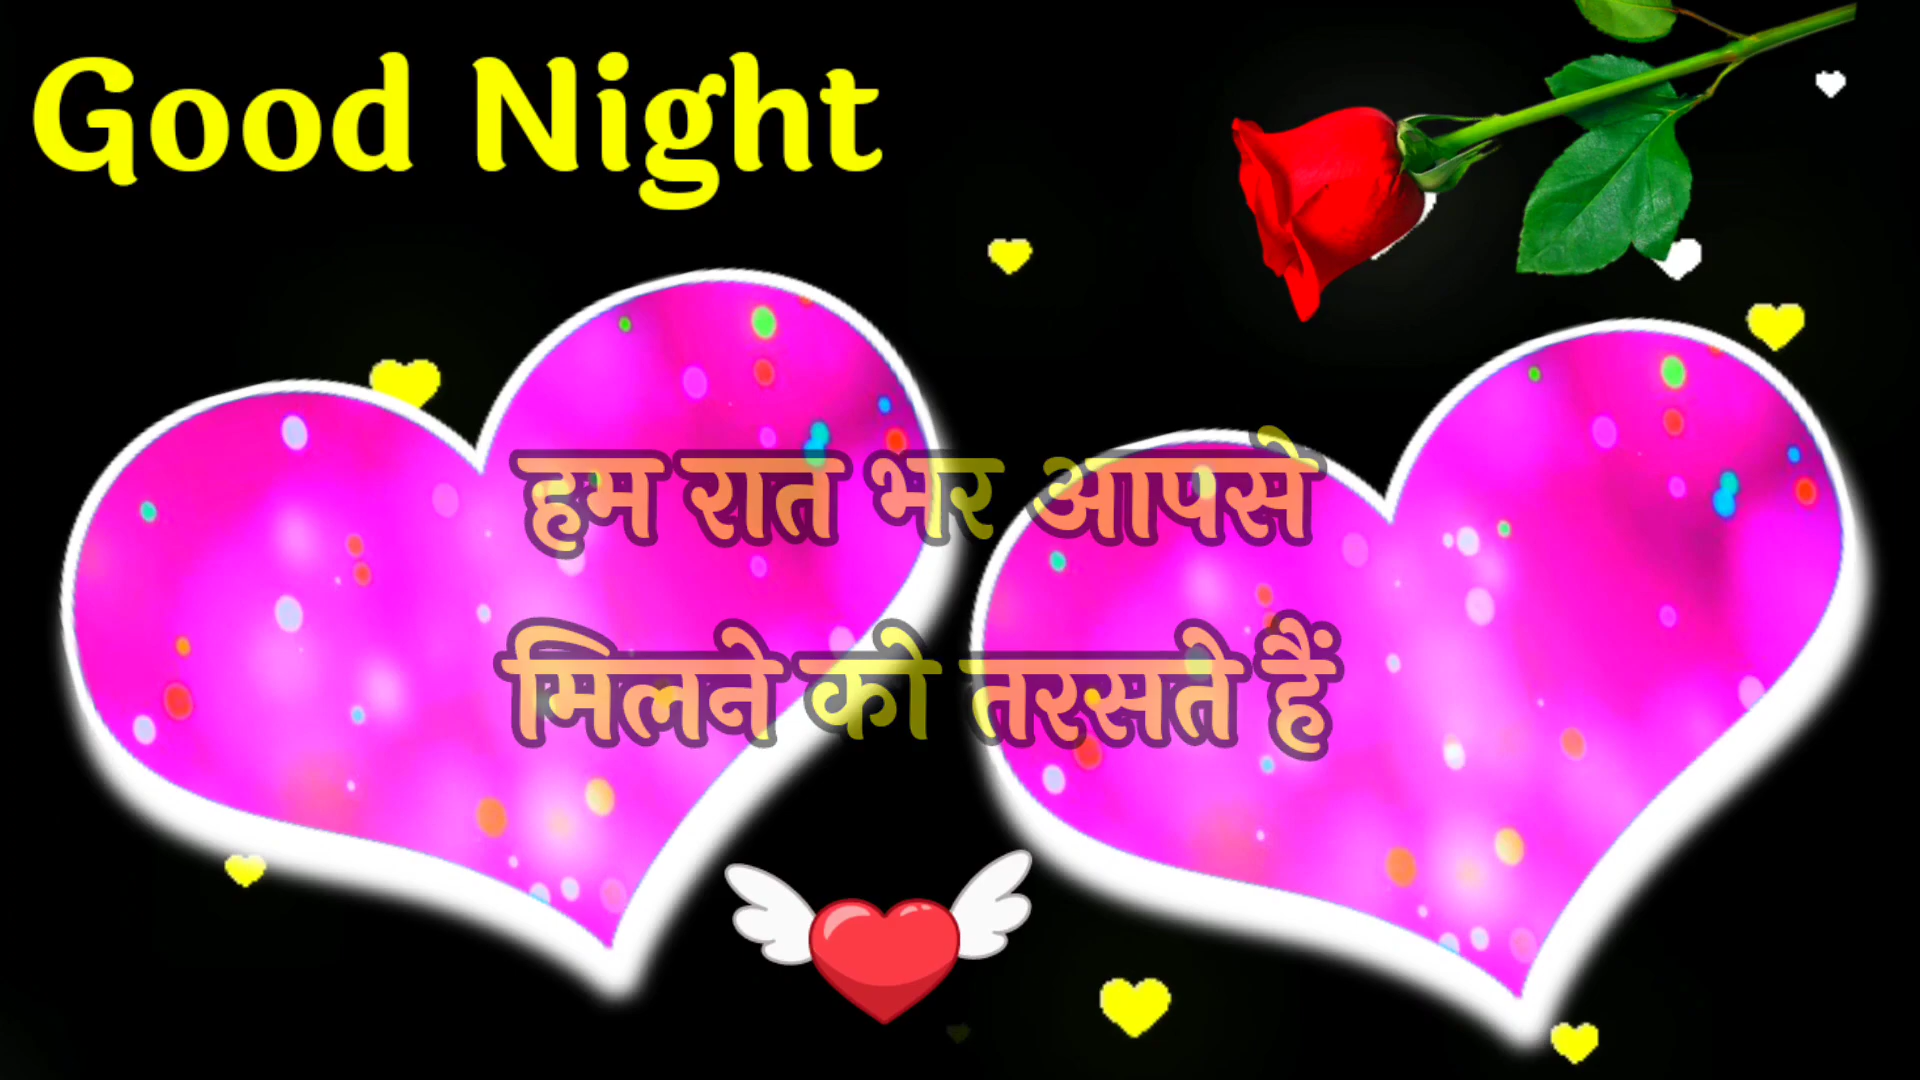 Good Night
हम रात भर आपसे
मिलने को तरसते हैं